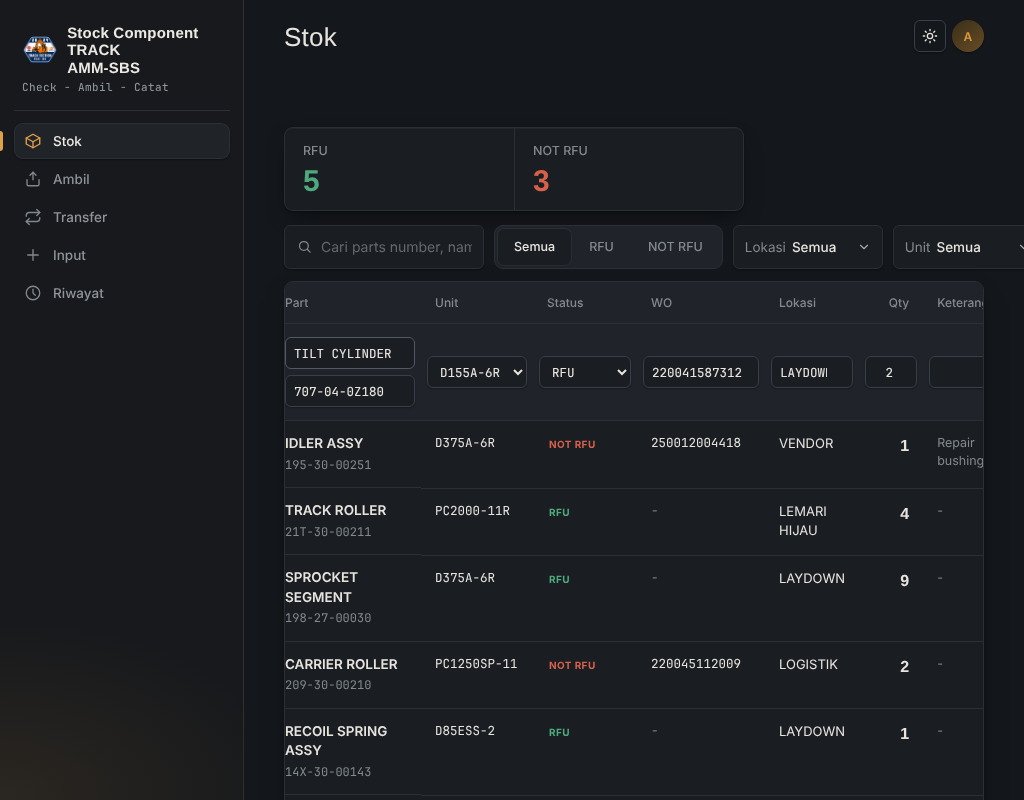 Stock Component
TRACK
AMM-SBS
Check - Ambil - Catat
Stok
Ambil
Transfer
Input
Riwayat
Stok
A
RFU
5
NOT RFU
3
Cari parts number, nam
Semua RFU NOT RFU
Lokasi Semua
Unit Semua
Part Unit Status WO Lokasi Qty Keteran
TILT CYLINDER
707-04-0Z180
D155A-6R RFU 220041587312 LAYDOW 2
IDLER ASSY D375A-6R NOT RFU 250012004418 VENDOR 1 Repair
195-30-00251 bushing
TRACK ROLLER PC2000-11R RFU - LEMARI 4 -
21T-30-00211 HIJAU
SPROCKET D375A-6R RFU - LAYDOWN 9 -
SEGMENT
198-27-00030
CARRIER ROLLER PC1250SP-11 NOT RFU 220045112009 LOGISTIK 2 -
209-30-00210
RECOIL SPRING D85ESS-2 RFU - LAYDOWN 1 -
ASSY
14X-30-00143